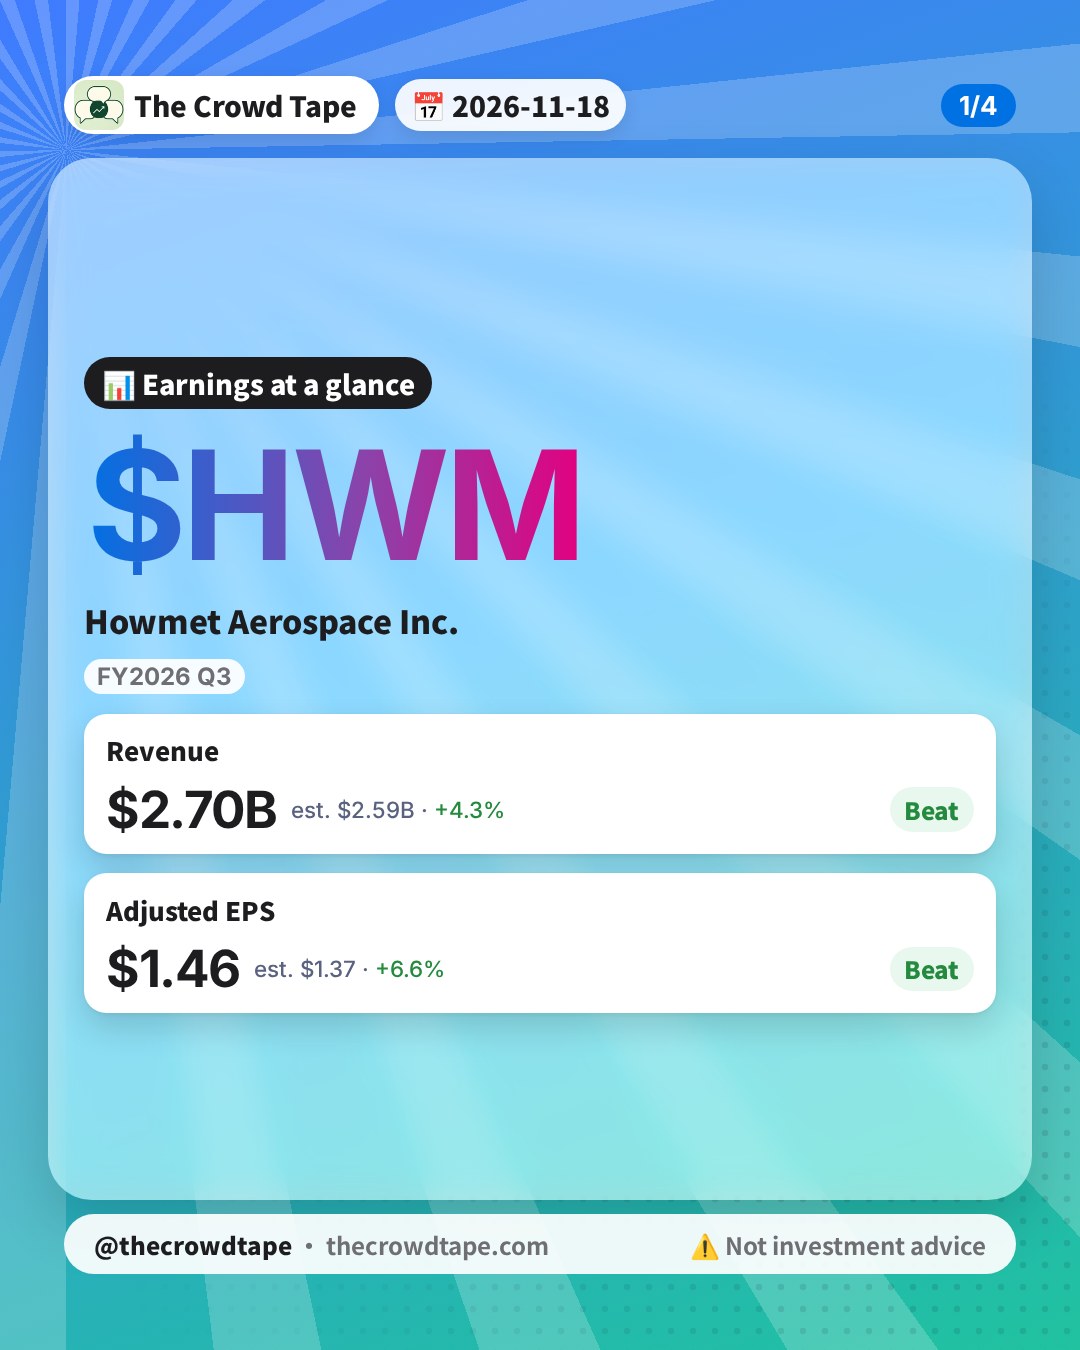 The Crowd Tape
July 17 2026-11-18
1/4
📊 Earnings at a glance
$HWM
Howmet Aerospace Inc.
FY2026 Q3
Revenue
$2.70B est. $2.59B · +4.3% Beat
Adjusted EPS
$1.46 est. $1.37 · +6.6% Beat
@thecrowdtape • thecrowdtape.com ⚠️ Not investment advice